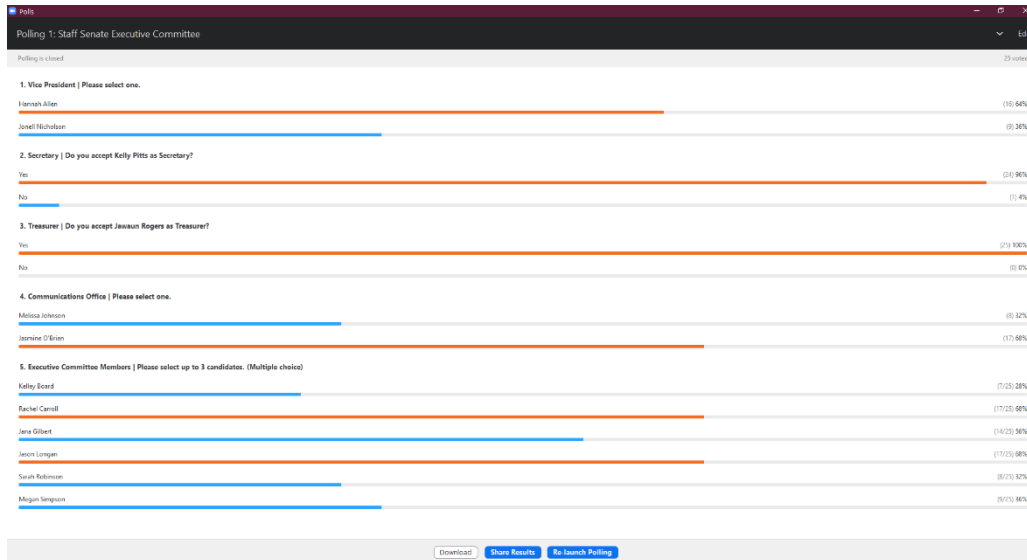 Polls
Polling 1: Staff Senate Executive Committee
Ed
Polling is closed
25 votes
1. Vice President | Please select one.
Hannah Allen
(16) 64%
Jonell Nicholson
(9) 36%
2. Secretary | Do you accept Kelly Pitts as Secretary?
Yes
(24) 96%
No
(1) 4%
3. Treasurer | Do you accept Jawaun Rogers as Treasurer?
Yes
(25) 100%
No
(0) 0%
4. Communications Office | Please select one.
Melissa Johnson
(8) 32%
Jasmine O'Brien
(17) 68%
5. Executive Committee Members | Please select up to 3 candidates. (Multiple choice)
Kelley Board
(7/25) 28%
Rachel Carroll
(17/25) 68%
Jana Gilbert
(14/25) 56%
Jason Longan
(17/25) 68%
Sarah Robinson
(8/25) 32%
Megan Simpson
(9/25) 36%
Download
Share Results
Re-launch Polling